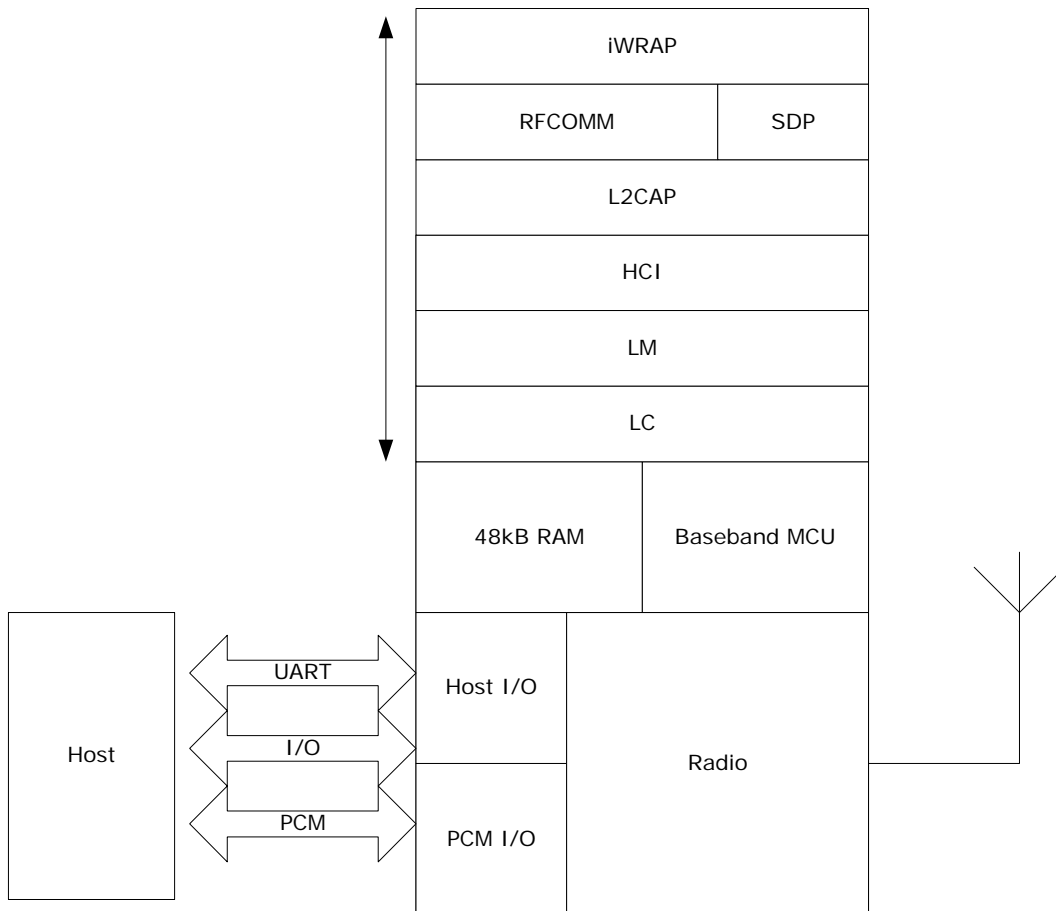 iWRAP
RFCOMM
SDP
L2CAP
HCI
LM
LC
48kB RAM
Baseband MCU
UART
Host I/O
Host
I/O
Radio
PCM
PCM I/O